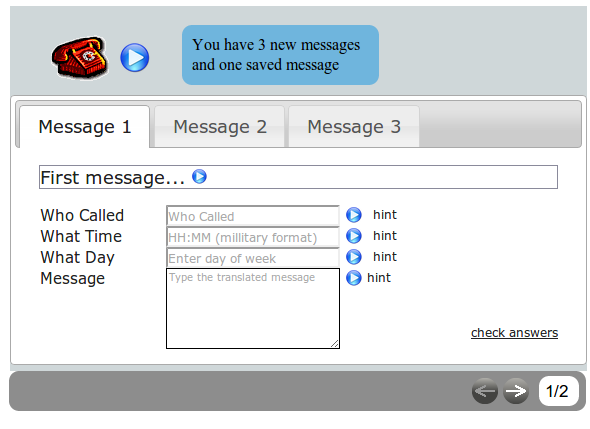 You have 3 new messages
and one saved message
Message 1
Message 2
Message 3
First message...
Who Called
Who Called
hint
What Time
HH:MM (millitary format)
hint
What Day
Enter day of week
hint
Message
Type the translated message
hint
check answers
1/2